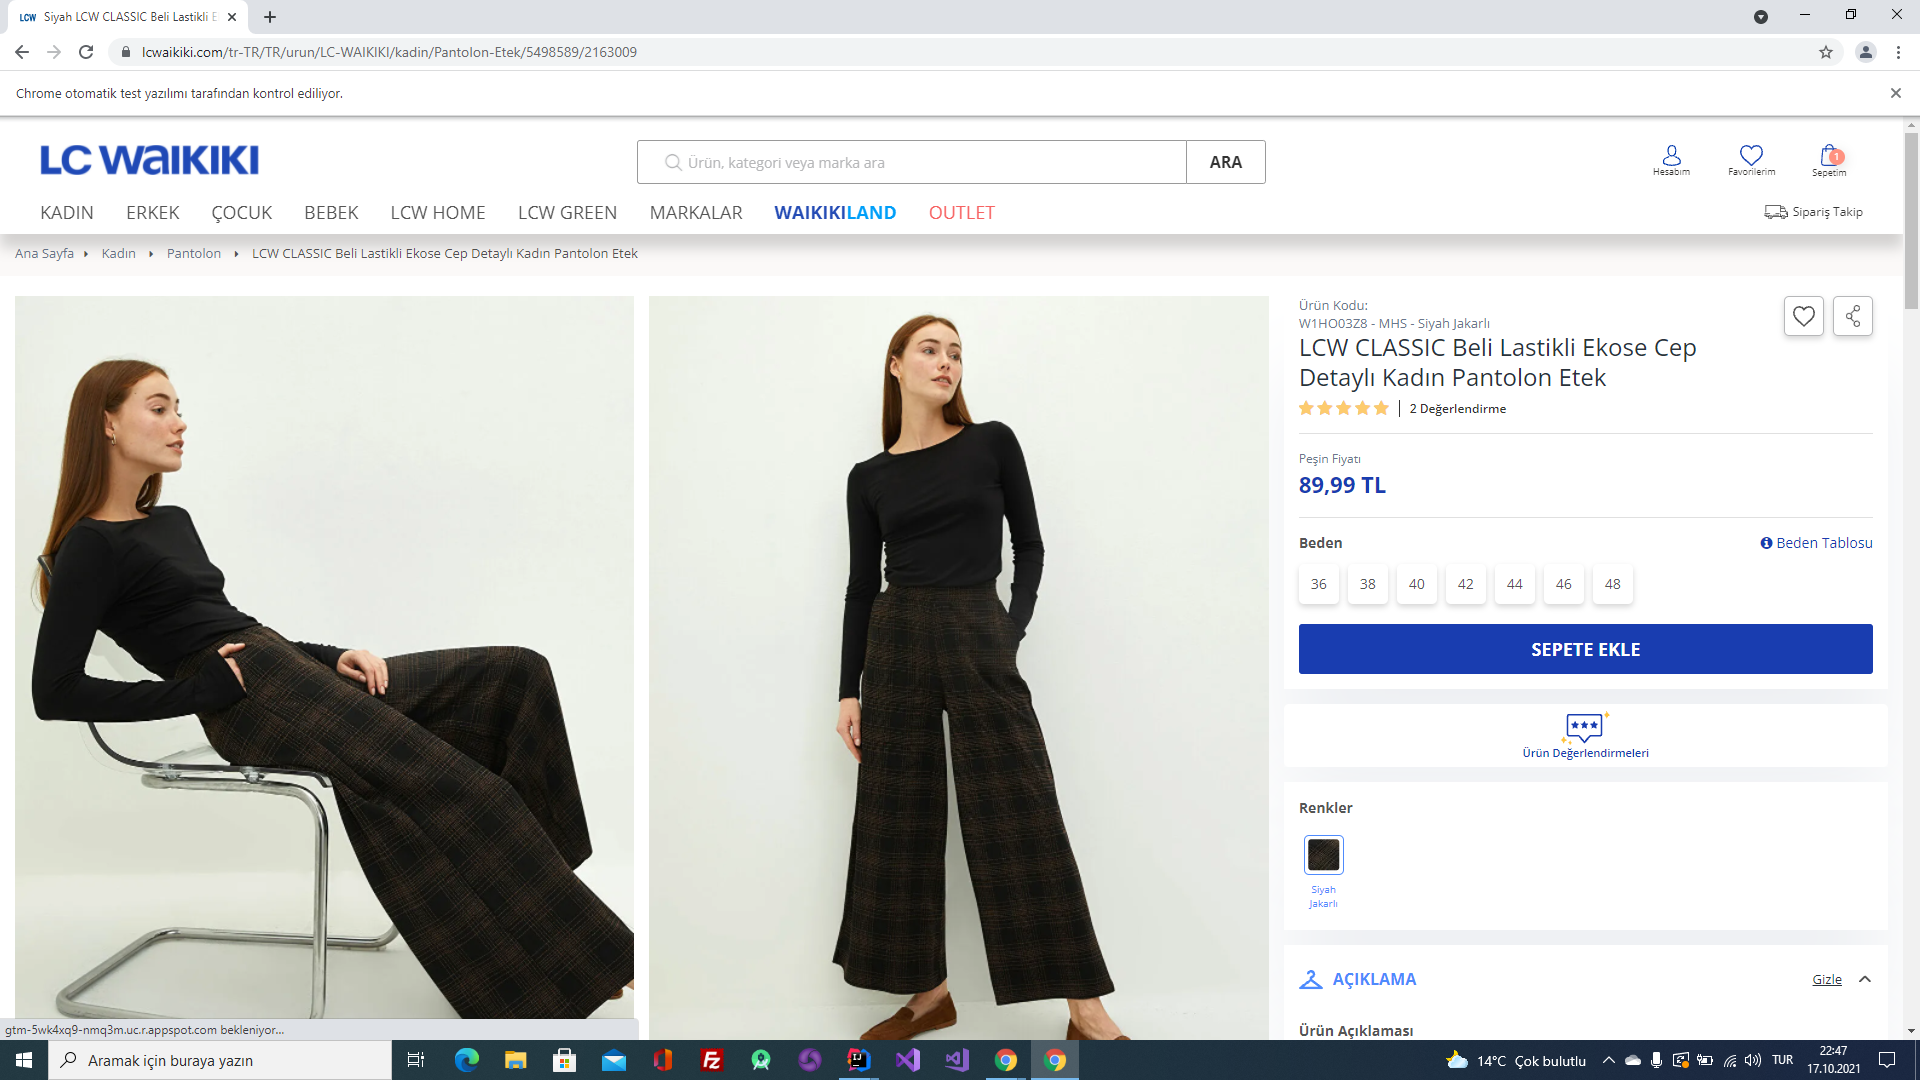 LCW Siyah LCW CLASSIC Beli Lastikli E
lcwaikiki.com/tr-TR/TR/urun/LC-WAIKIKI/kadin/Pantolon-Etek/5498589/2163009
Chrome otomatik test yazılımı tarafından kontrol ediliyor.
LC WAIKIKI
Ürün, kategori veya marka ara
ARA
Hesabım
Favorilerim
1
Sepetim
KADIN ERKEK ÇOCUK BEBEK LCW HOME LCW GREEN MARKALAR WAIKIKILAND OUTLET
Sipariş Takip
Ana Sayfa Kadın Pantolon LCW CLASSIC Beli Lastikli Ekose Cep Detaylı Kadın Pantolon Etek
Ürün Kodu:
W1HO03Z8 - MHS - Siyah Jakarlı
LCW CLASSIC Beli Lastikli Ekose Cep
Detaylı Kadın Pantolon Etek
2 Değerlendirme
Peşin Fiyatı
89,99 TL
Beden
Beden Tablosu
36 38 40 42 44 46 48
SEPETE EKLE
Ürün Değerlendirmeleri
Renkler
Siyah
Jakarlı
AÇIKLAMA
Gizle
Ürün Açıklaması
gtm-5wk4xq9-nmq3m.uc.r.appspot.com bekleniyor...
Aramak için buraya yazın
14°C Çok bulutlu
TUR
22:47
17.10.2021